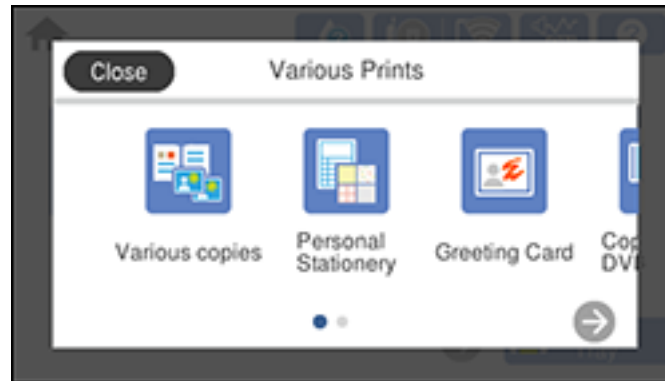 Close
Various Prints
Various copies
Personal
Stationery
Greeting Card